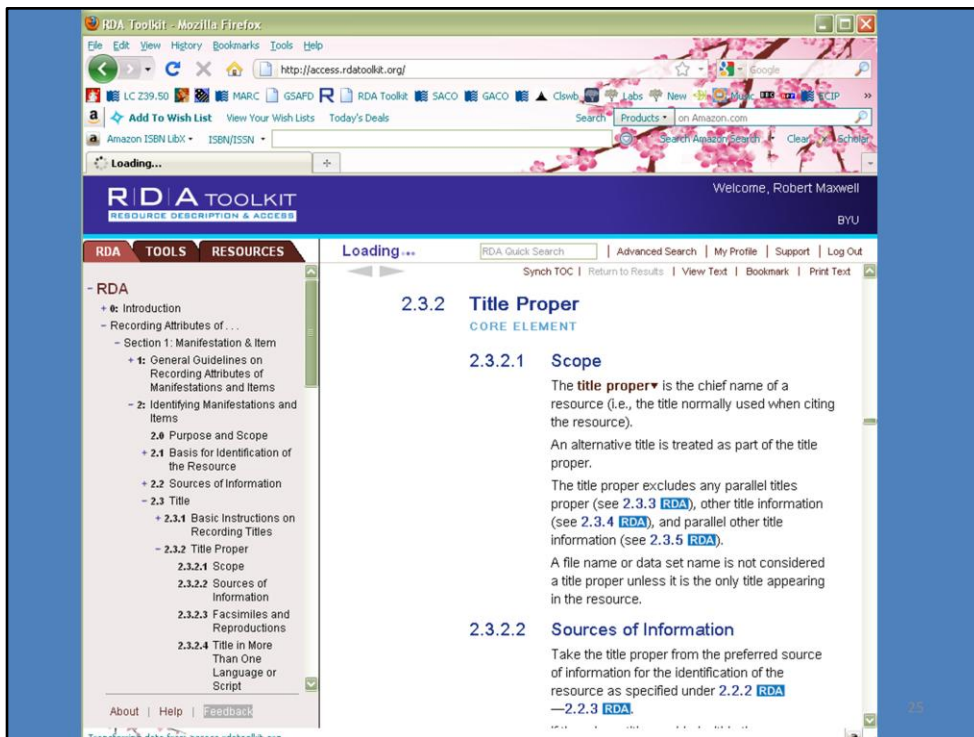 RDA Toolkit - Mozilla Firefox
File Edit View History Bookmarks Tools Help
http://access.rdatoolkit.org/
Google
LC Z39.50 MARC GSAFD RDA Toolkit SACO GACO Clswb Labs New Music ECIP »
Add To Wish List View Your Wish Lists Today's Deals Search Products on Amazon.com
Amazon ISBN LibX ISBN/ISSN Search Amazon Search Clear Scholar
Loading...
R|D|A TOOLKIT
RESOURCE DESCRIPTION & ACCESS
Welcome, Robert Maxwell
BYU
RDA TOOLS RESOURCES
Loading...
RDA Quick Search | Advanced Search | My Profile | Support | Log Out
Synch TOC | Return to Results | View Text | Bookmark | Print Text
- RDA
+ 0: Introduction
- Recording Attributes of . . .
- Section 1: Manifestation & Item
+ 1: General Guidelines on
Recording Attributes of
Manifestations and Items
- 2: Identifying Manifestations and
Items
2.0 Purpose and Scope
+ 2.1 Basis for Identification of
the Resource
+ 2.2 Sources of Information
- 2.3 Title
+ 2.3.1 Basic Instructions on
Recording Titles
- 2.3.2 Title Proper
2.3.2.1 Scope
2.3.2.2 Sources of
Information
2.3.2.3 Facsimiles and
Reproductions
2.3.2.4 Title in More
Than One
Language or
Script
About | Help | Feedback
2.3.2 Title Proper
CORE ELEMENT
2.3.2.1 Scope
The title proper▾ is the chief name of a
resource (i.e., the title normally used when citing
the resource).
An alternative title is treated as part of the title
proper.
The title proper excludes any parallel titles
proper (see 2.3.3 RDA), other title information
(see 2.3.4 RDA), and parallel other title
information (see 2.3.5 RDA).
A file name or data set name is not considered
a title proper unless it is the only title appearing
in the resource.
2.3.2.2 Sources of Information
Take the title proper from the preferred source
of information for the identification of the
resource as specified under 2.2.2 RDA
—2.2.3 RDA.
25